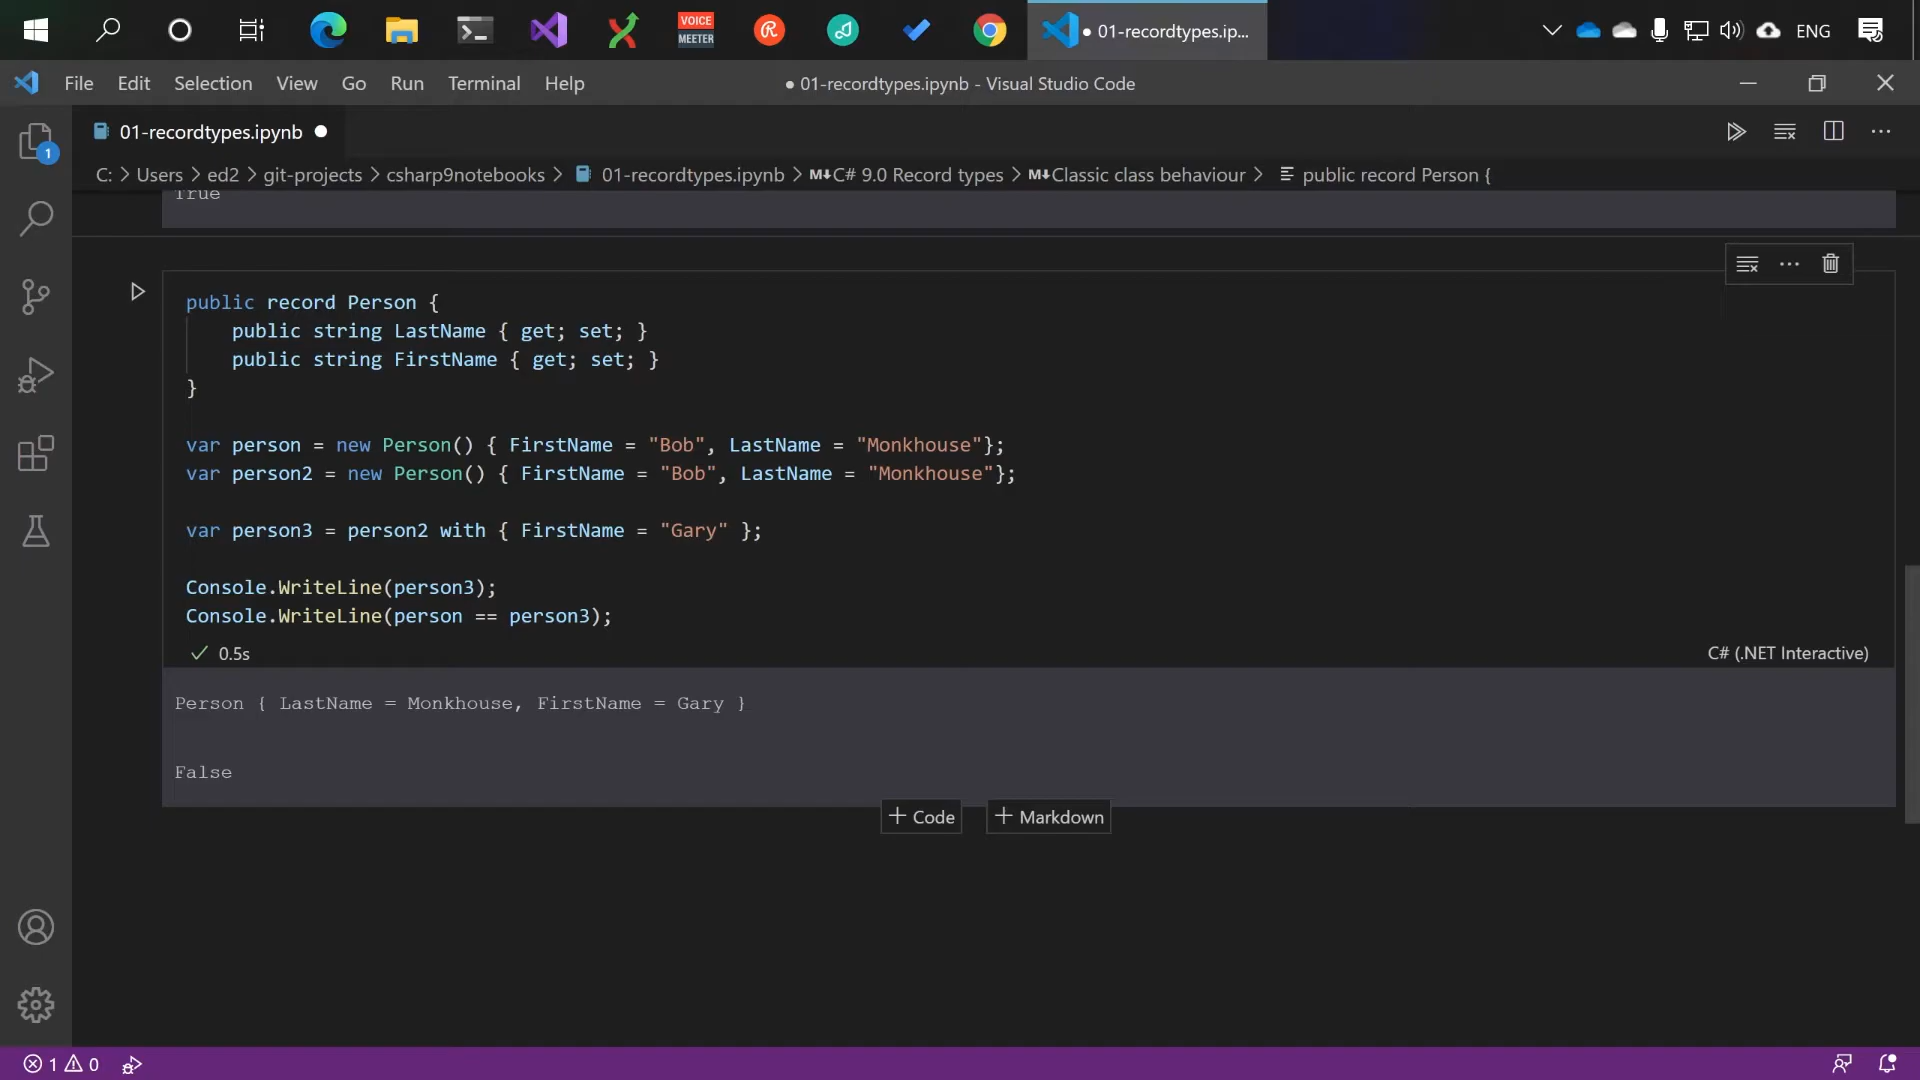 VOICE
MEETER
01-recordtypes.ip...
ENG
File Edit Selection View Go Run Terminal Help
● 01-recordtypes.ipynb - Visual Studio Code
01-recordtypes.ipynb ●
1
C: > Users > ed2 > git-projects > csharp9notebooks > 01-recordtypes.ipynb > M↓C# 9.0 Record types > M↓Classic class behaviour > public record Person {
True
public record Person {
    public string LastName { get; set; }
    public string FirstName { get; set; }
}
var person = new Person() { FirstName = "Bob", LastName = "Monkhouse"};
var person2 = new Person() { FirstName = "Bob", LastName = "Monkhouse"};
var person3 = person2 with { FirstName = "Gary" };
Console.WriteLine(person3);
Console.WriteLine(person == person3);
✓ 0.5s
C# (.NET Interactive)
Person { LastName = Monkhouse, FirstName = Gary }
False
+ Code + Markdown
1 0